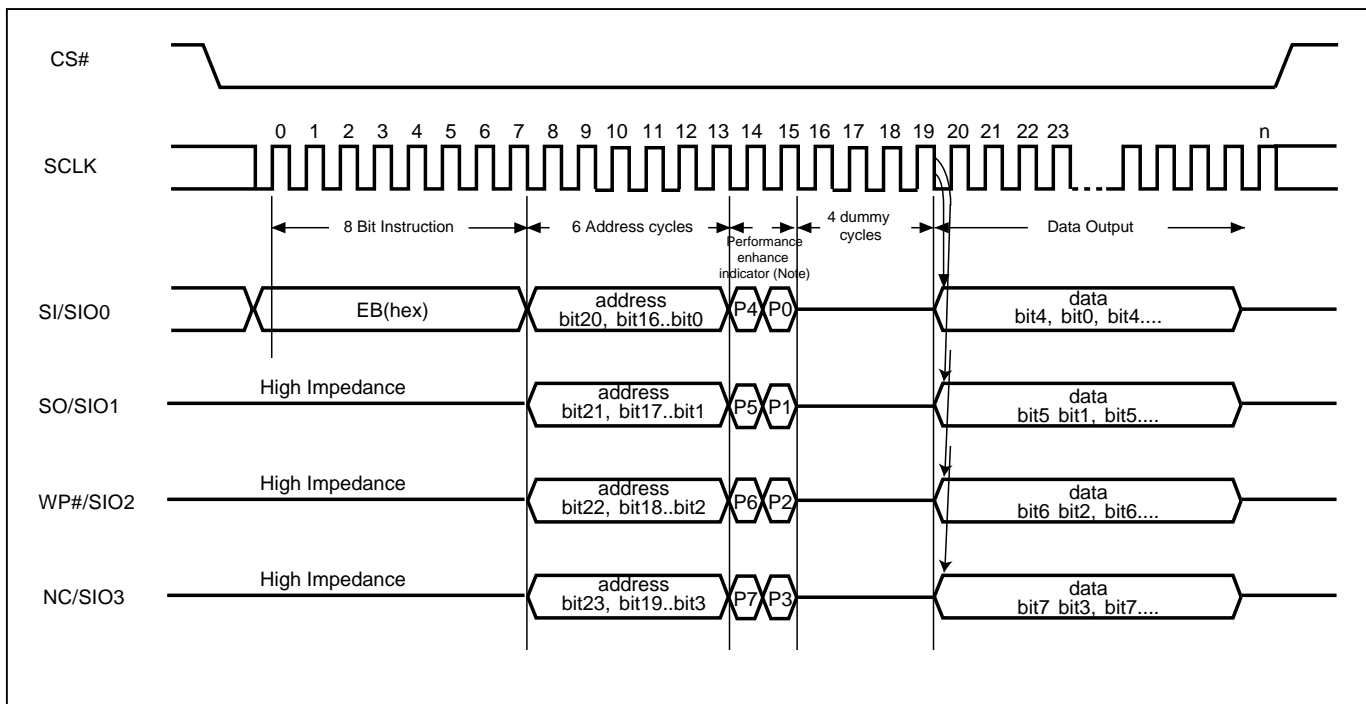 CS#
0 1 2 3 4 5 6 7 8 9 10 11 12 13 14 15 16 17 18 19 20 21 22 23 n
SCLK
8 Bit Instruction
6 Address cycles
Performance
enhance
indicator (Note)
4 dummy
cycles
Data Output
SI/SIO0
EB(hex)
address
bit20, bit16..bit0
P4 P0
data
bit4, bit0, bit4....
SO/SIO1
High Impedance
address
bit21, bit17..bit1
P5 P1
data
bit5 bit1, bit5....
WP#/SIO2
High Impedance
address
bit22, bit18..bit2
P6 P2
data
bit6 bit2, bit6....
NC/SIO3
High Impedance
address
bit23, bit19..bit3
P7 P3
data
bit7 bit3, bit7....